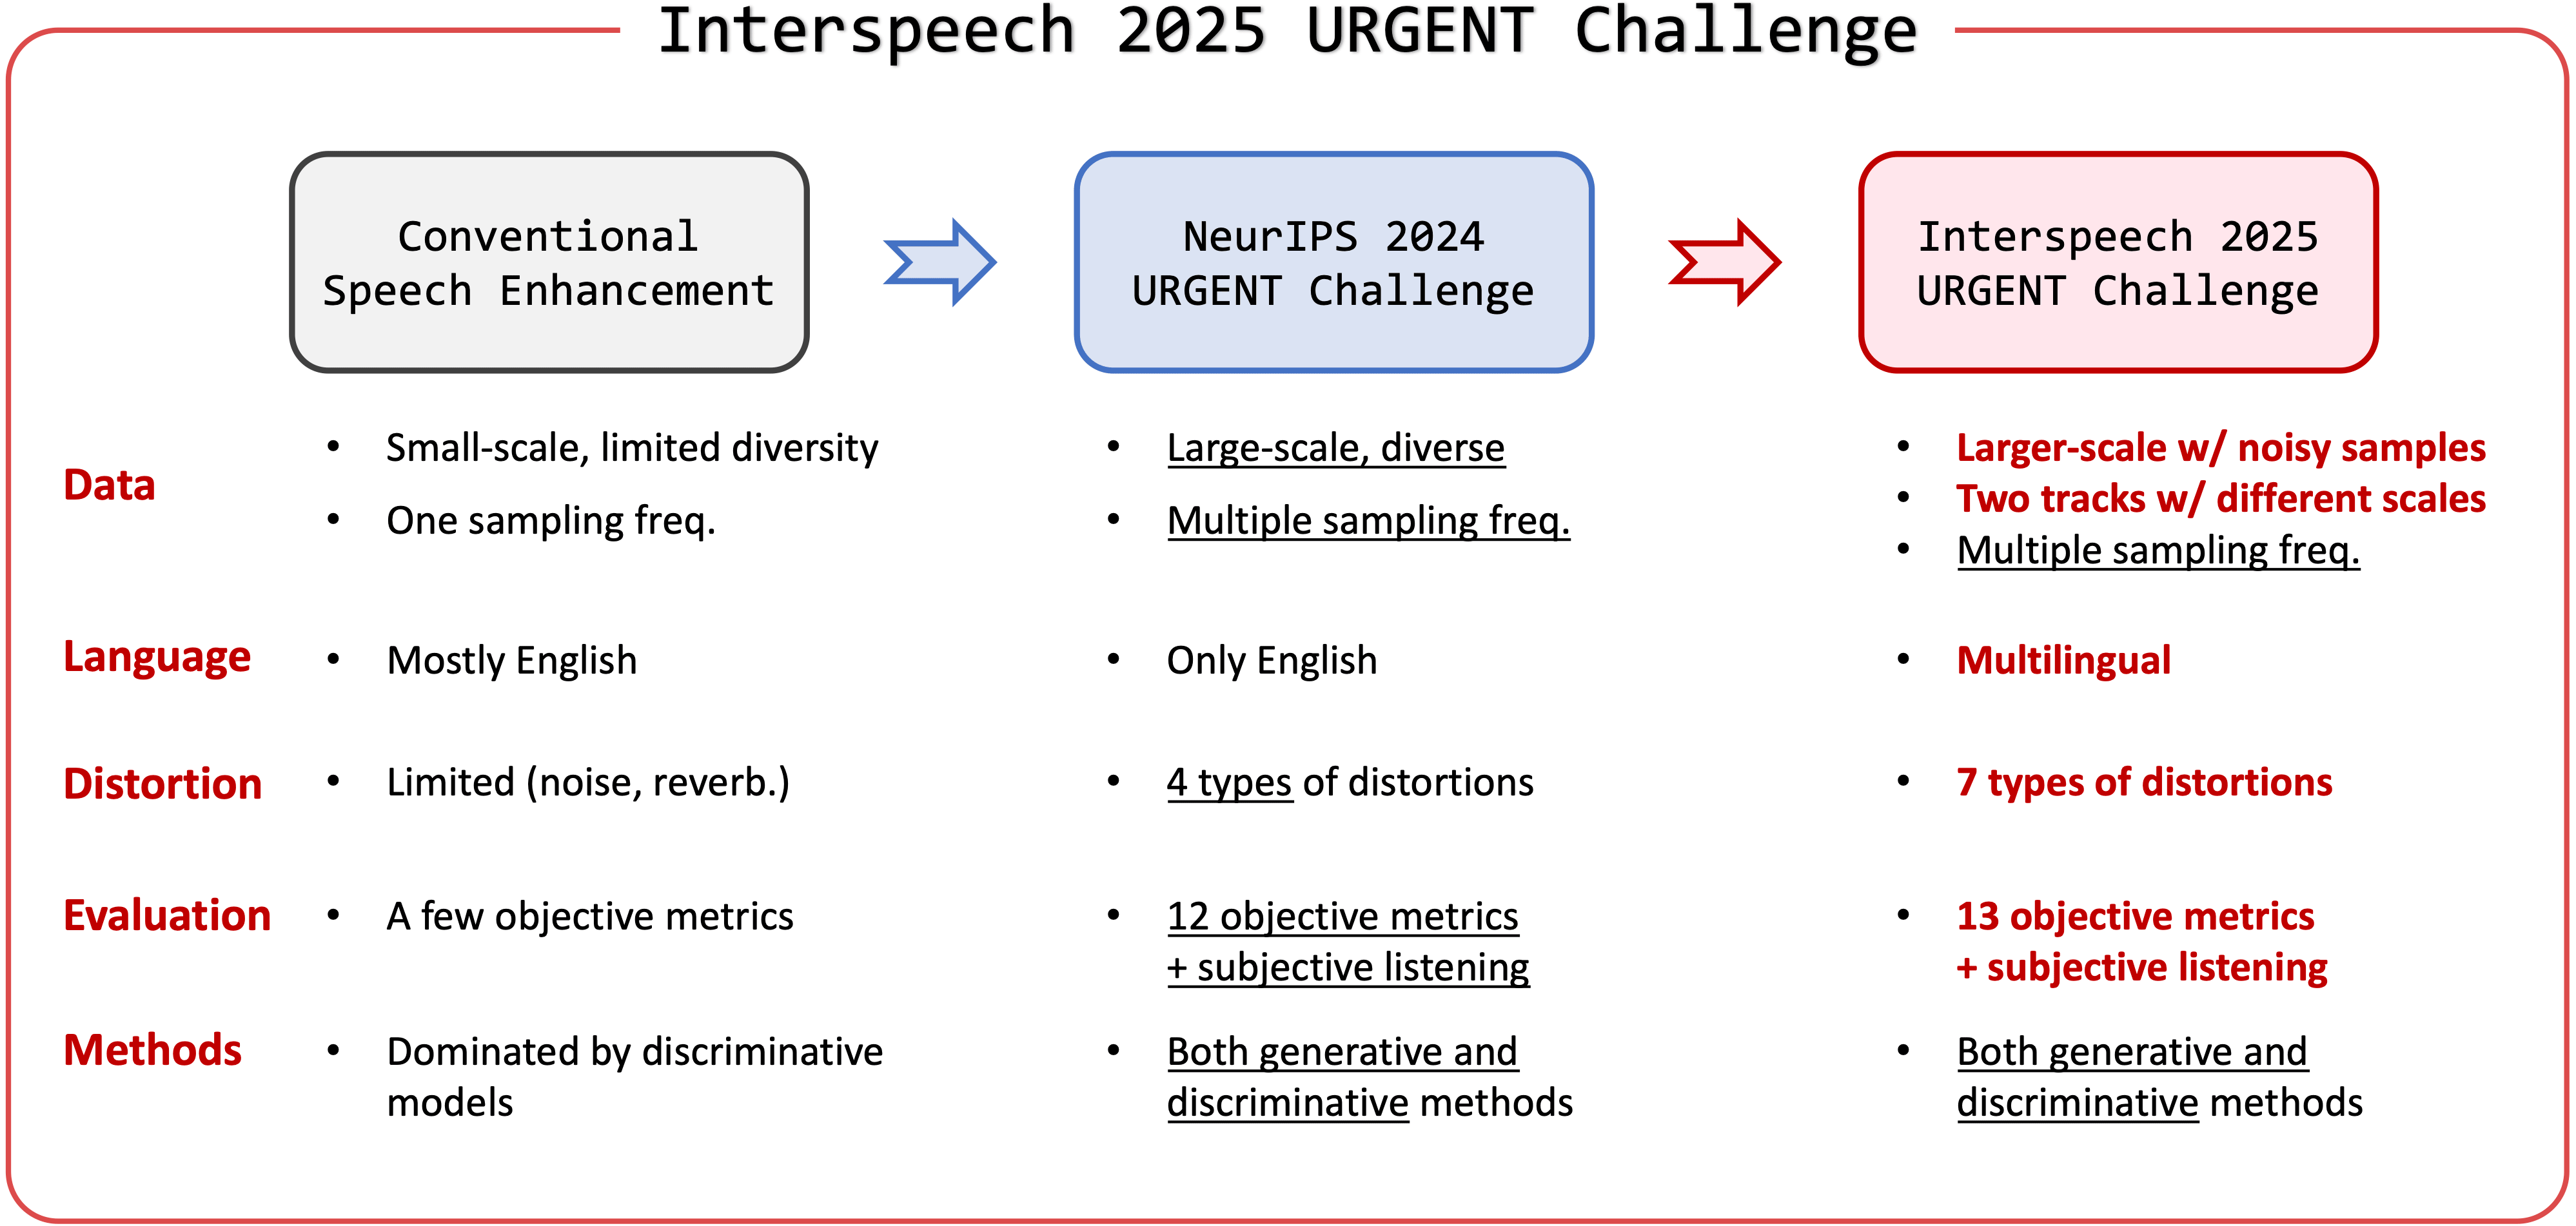 Interspeech 2025 URGENT Challenge
Conventional
Speech Enhancement
NeurIPS 2024
URGENT Challenge
Interspeech 2025
URGENT Challenge
Data
• Small-scale, limited diversity
• One sampling freq.
• Large-scale, diverse
• Multiple sampling freq.
• Larger-scale w/ noisy samples
• Two tracks w/ different scales
• Multiple sampling freq.
Language
• Mostly English
• Only English
• Multilingual
Distortion
• Limited (noise, reverb.)
• 4 types of distortions
• 7 types of distortions
Evaluation
• A few objective metrics
• 12 objective metrics
+ subjective listening
• 13 objective metrics
+ subjective listening
Methods
• Dominated by discriminative
models
• Both generative and
discriminative methods
• Both generative and
discriminative methods